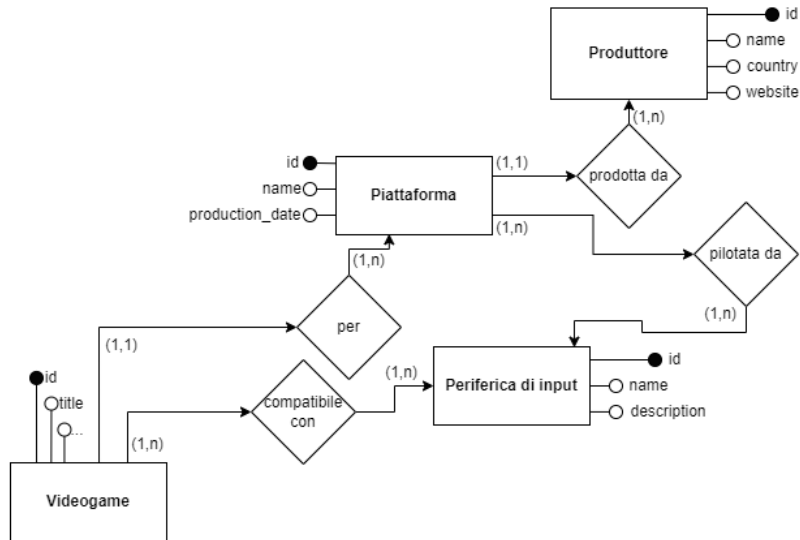 id
name
Produttore
country
website
(1,n)
id
(1,1)
name
Piattaforma
prodotta da
production_date
(1,n)
pilotata da
(1,n)
per
(1,n)
(1,1)
id
(1,n)
compatibile
con
Periferica di input
id
name
title
description
...
(1,n)
Videogame